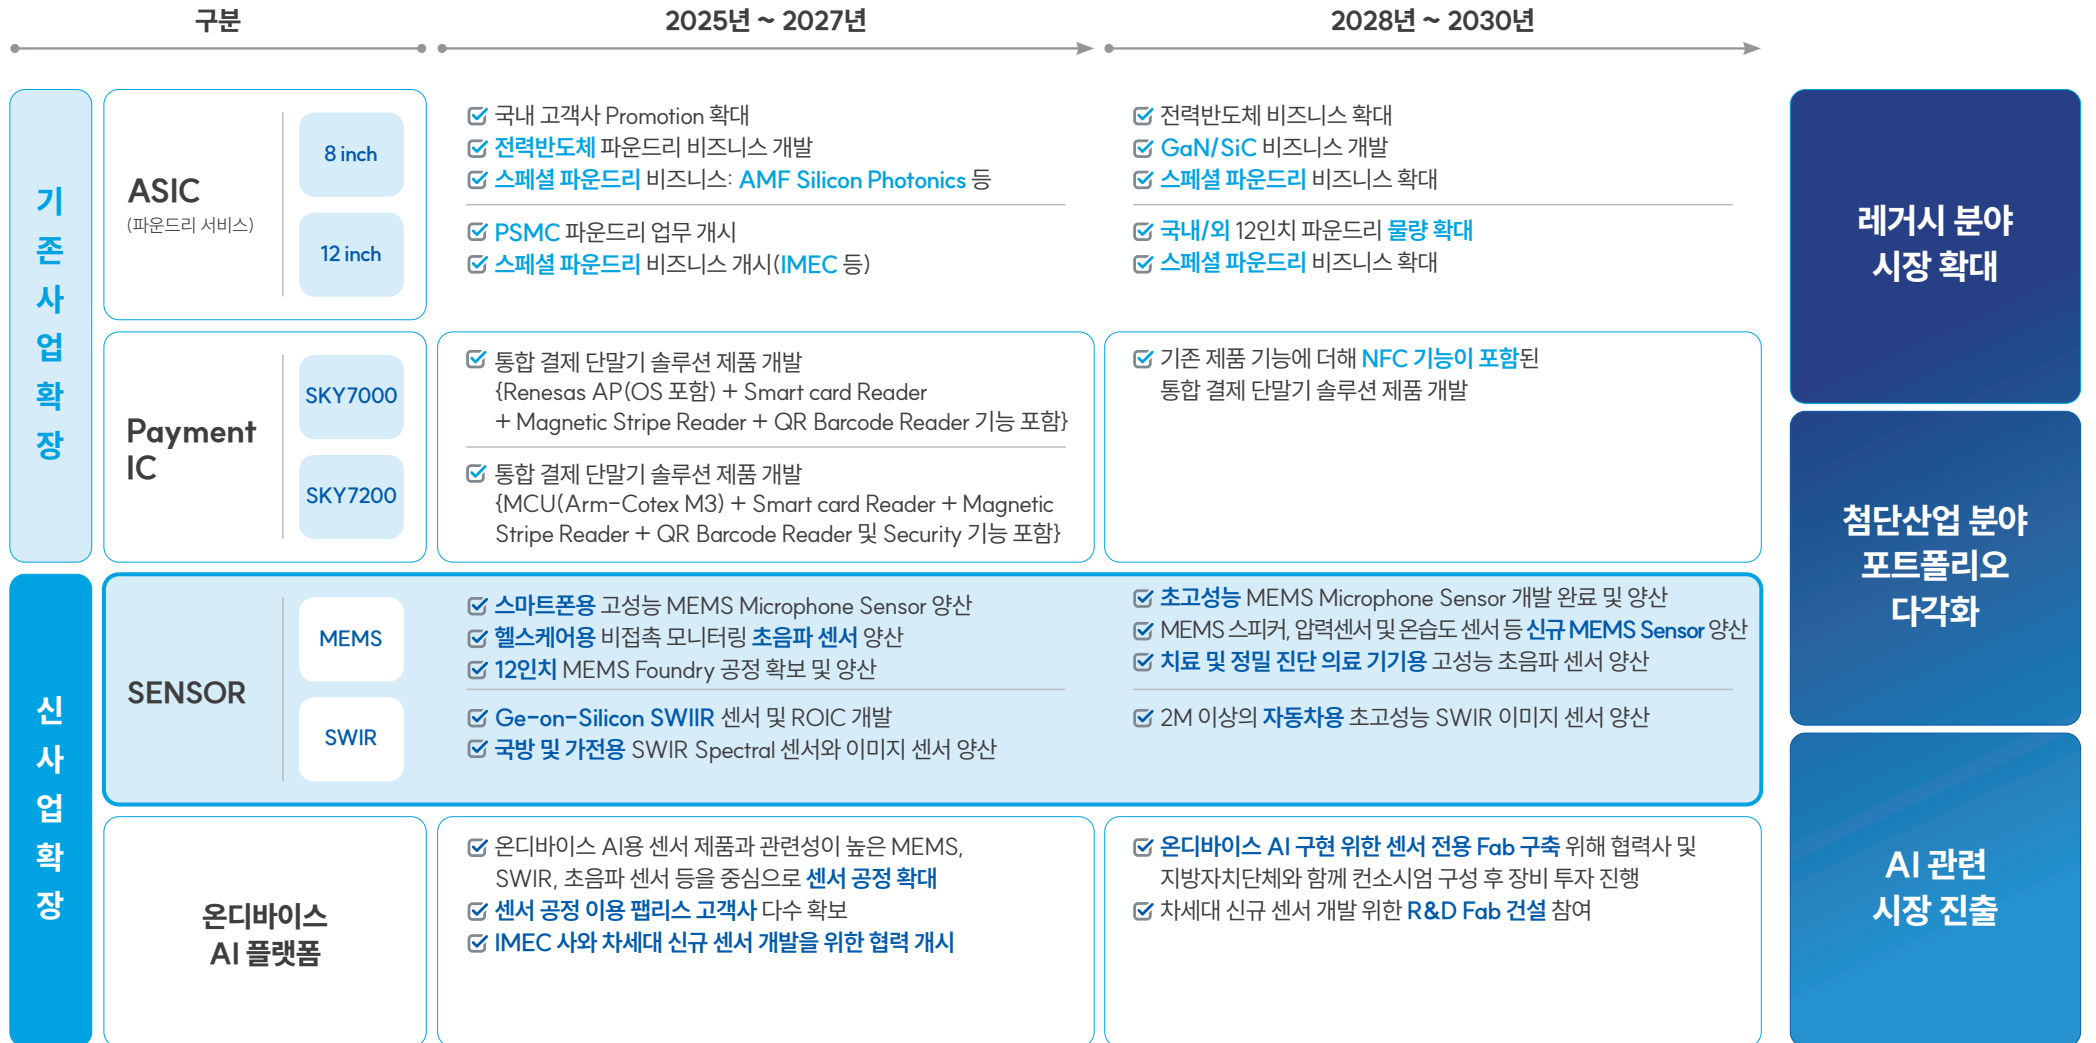 구분
2025년 ~ 2027년
2028년 ~ 2030년
기존사업확장
ASIC
(파운드리 서비스)
8 inch
국내 고객사 Promotion 확대
전력반도체 파운드리 비즈니스 개발
스페셜 파운드리 비즈니스: AMF Silicon Photonics 등
전력반도체 비즈니스 확대
GaN/SiC 비즈니스 개발
스페셜 파운드리 비즈니스 확대
12 inch
PSMC 파운드리 업무 개시
스페셜 파운드리 비즈니스 개시(IMEC 등)
국내/외 12인치 파운드리 물량 확대
스페셜 파운드리 비즈니스 확대
Payment
IC
SKY7000
통합 결제 단말기 솔루션 제품 개발
{Renesas AP(OS 포함) + Smart card Reader
+ Magnetic Stripe Reader + QR Barcode Reader 기능 포함}
기존 제품 기능에 더해 NFC 기능이 포함된
통합 결제 단말기 솔루션 제품 개발
SKY7200
통합 결제 단말기 솔루션 제품 개발
{MCU(Arm-Cotex M3) + Smart card Reader + Magnetic
Stripe Reader + QR Barcode Reader 및 Security 기능 포함}
신사업확장
SENSOR
MEMS
스마트폰용 고성능 MEMS Microphone Sensor 양산
헬스케어용 비접촉 모니터링 초음파 센서 양산
12인치 MEMS Foundry 공정 확보 및 양산
초고성능 MEMS Microphone Sensor 개발 완료 및 양산
MEMS 스피커, 압력센서 및 온습도 센서 등 신규 MEMS Sensor 양산
치료 및 정밀 진단 의료 기기용 고성능 초음파 센서 양산
SWIR
Ge-on-Silicon SWIIR 센서 및 ROIC 개발
국방 및 가전용 SWIR Spectral 센서와 이미지 센서 양산
2M 이상의 자동차용 초고성능 SWIR 이미지 센서 양산
온디바이스
AI 플랫폼
온디바이스 AI용 센서 제품과 관련성이 높은 MEMS,
SWIR, 초음파 센서 등을 중심으로 센서 공정 확대
센서 공정 이용 팹리스 고객사 다수 확보
IMEC 사와 차세대 신규 센서 개발을 위한 협력 개시
온디바이스 AI 구현 위한 센서 전용 Fab 구축 위해 협력사 및
지방자치단체와 함께 컨소시엄 구성 후 장비 투자 진행
차세대 신규 센서 개발 위한 R&D Fab 건설 참여
레거시 분야
시장 확대
첨단산업 분야
포트폴리오
다각화
AI 관련
시장 진출